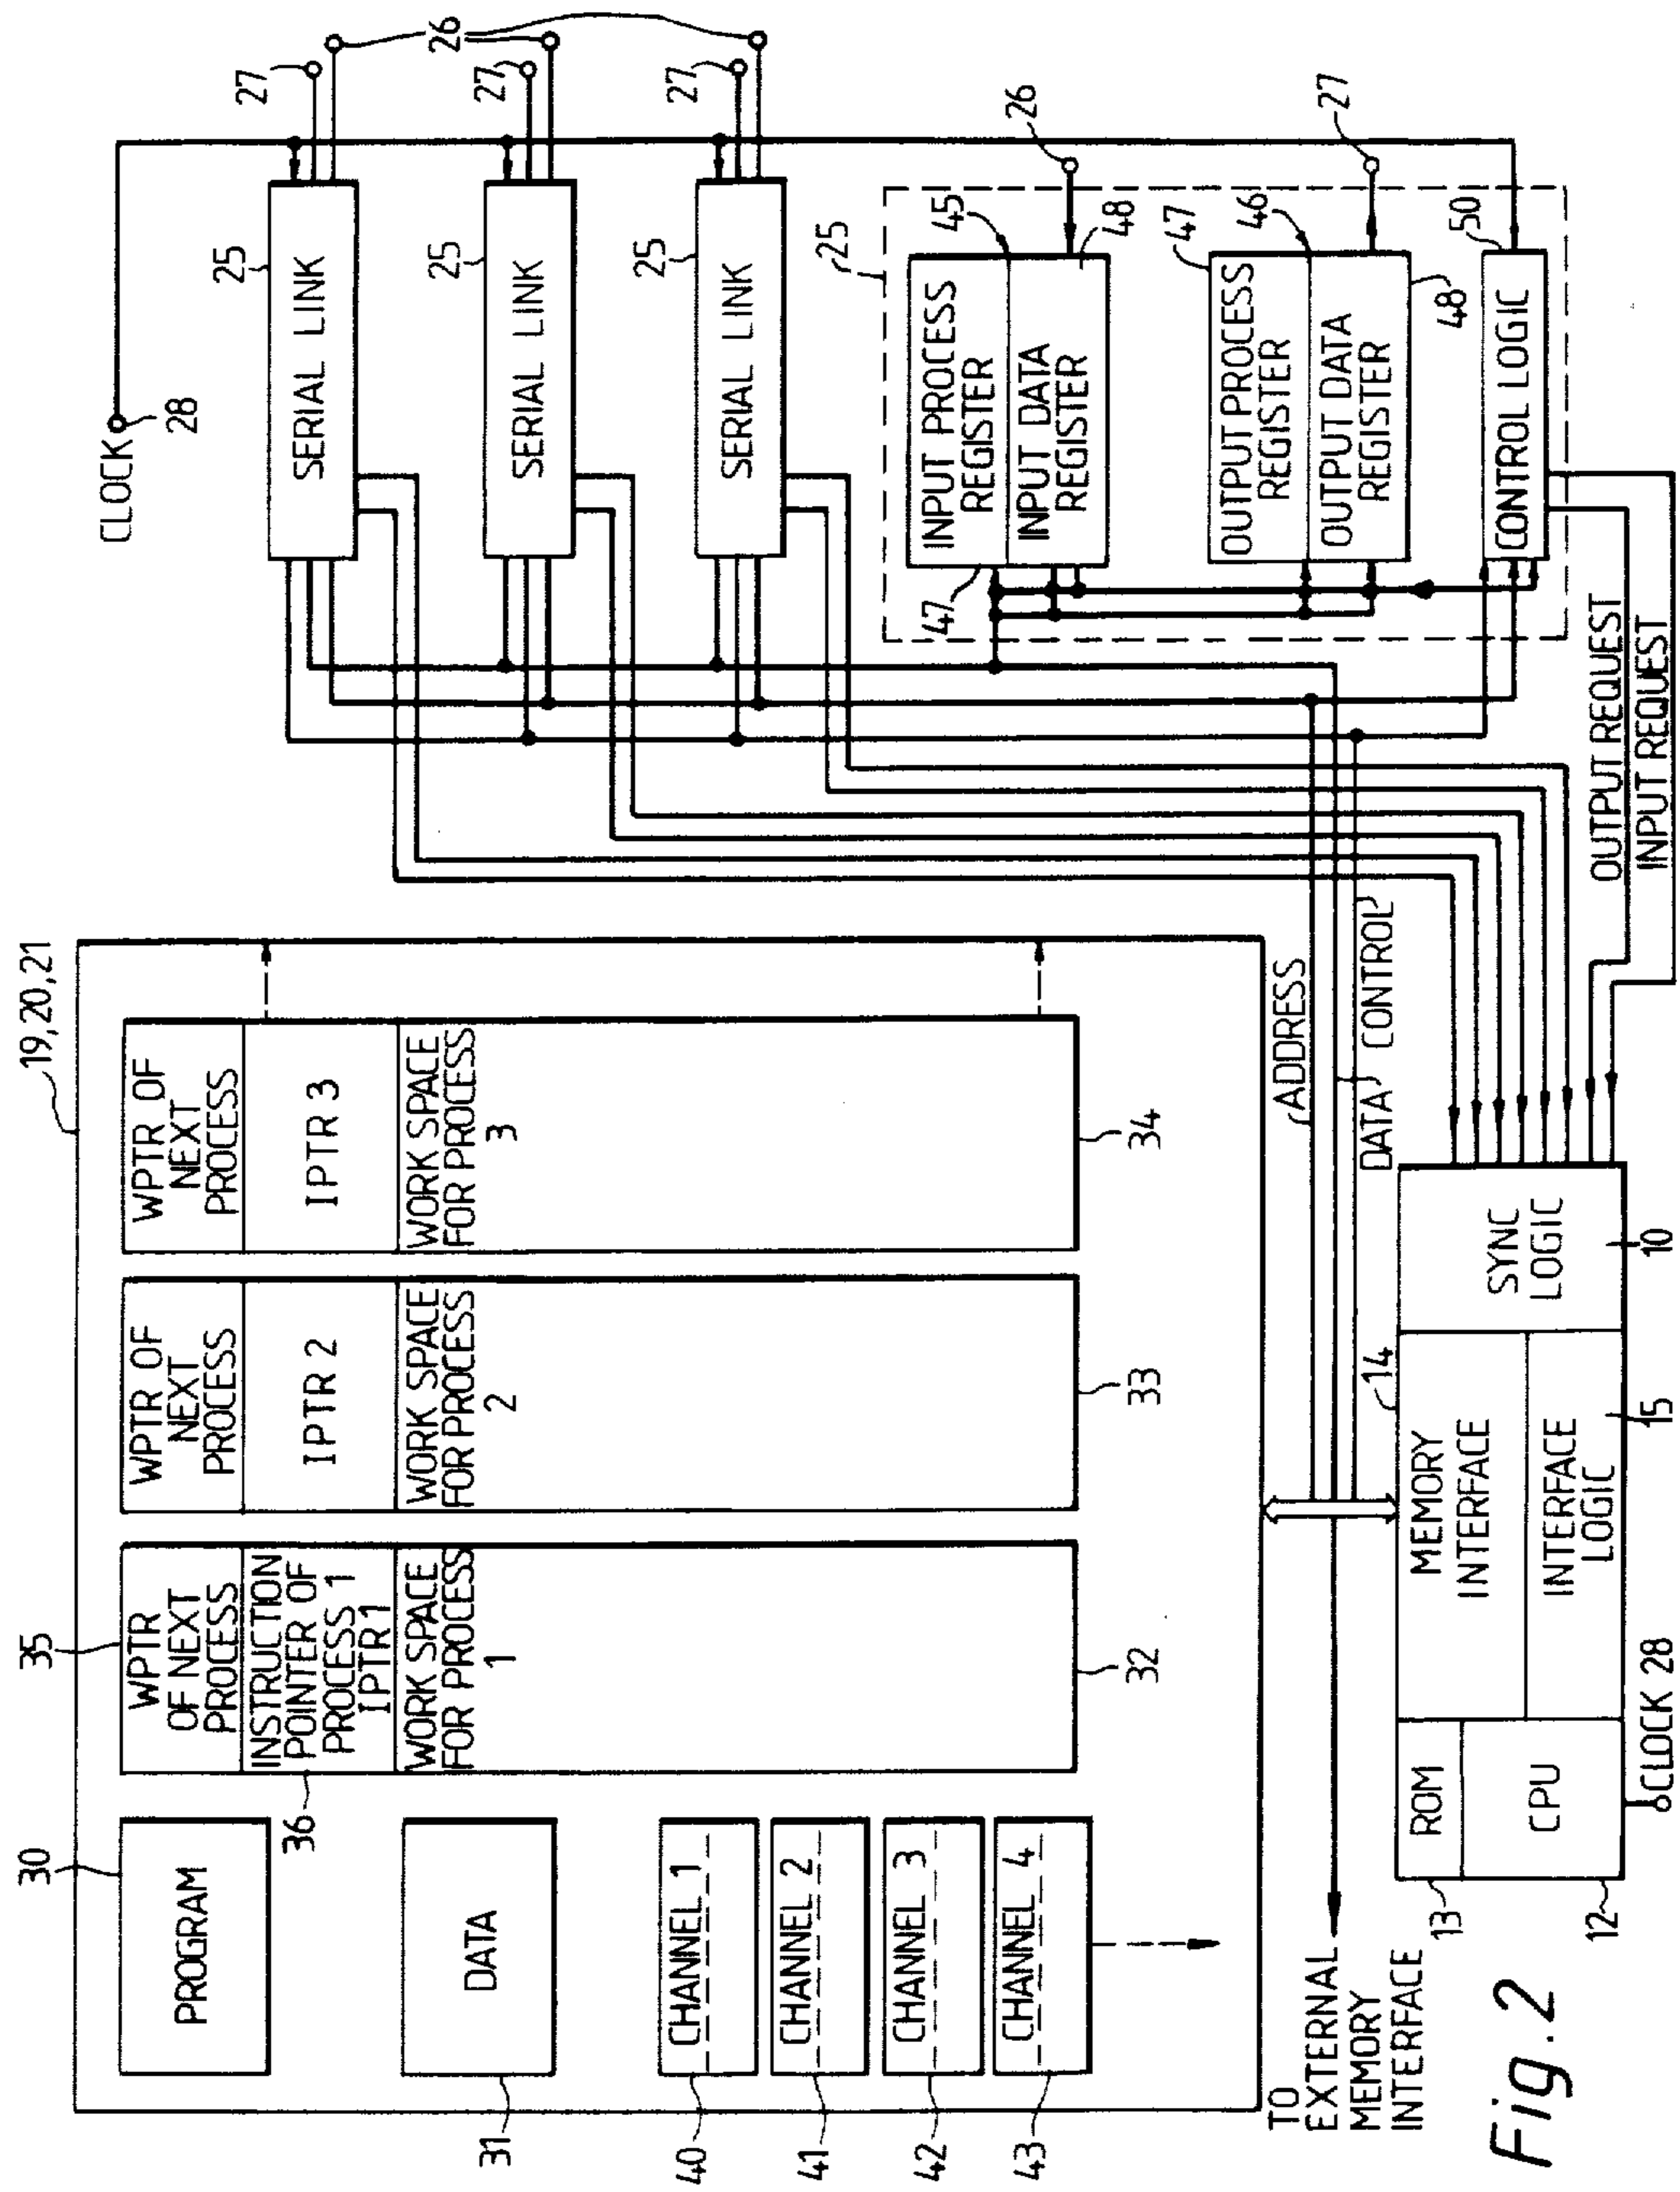 19,20,21
30
PROGRAM
31
DATA
40
CHANNEL 1
41
CHANNEL 2
42
CHANNEL 3
43
CHANNEL 4
35
WPTR
OF NEXT
PROCESS
INSTRUCTION
POINTER OF
PROCESS 1
IPTR1
36
WORK SPACE
FOR PROCESS
1
32
WPTR OF
NEXT
PROCESS
IPTR 2
WORK SPACE
FOR PROCESS
2
33
WPTR OF
NEXT
PROCESS
IPTR 3
WORK SPACE
FOR PROCESS
3
34
CLOCK
28
25
SERIAL LINK
27
25
SERIAL LINK
27
25
SERIAL LINK
27
26
25
INPUT PROCESS
REGISTER
45
INPUT DATA
REGISTER
48
47
26
OUTPUT PROCESS
REGISTER
47
46
OUTPUT DATA
REGISTER
48
27
CONTROL LOGIC
50
OUTPUT REQUEST
INPUT REQUEST
ADDRESS
DATA
CONTROL
TO
EXTERNAL
MEMORY
INTERFACE
13
ROM
CPU
12
CLOCK 28
14
MEMORY
INTERFACE
INTERFACE
LOGIC
15
SYNC
LOGIC
10
Fig.2